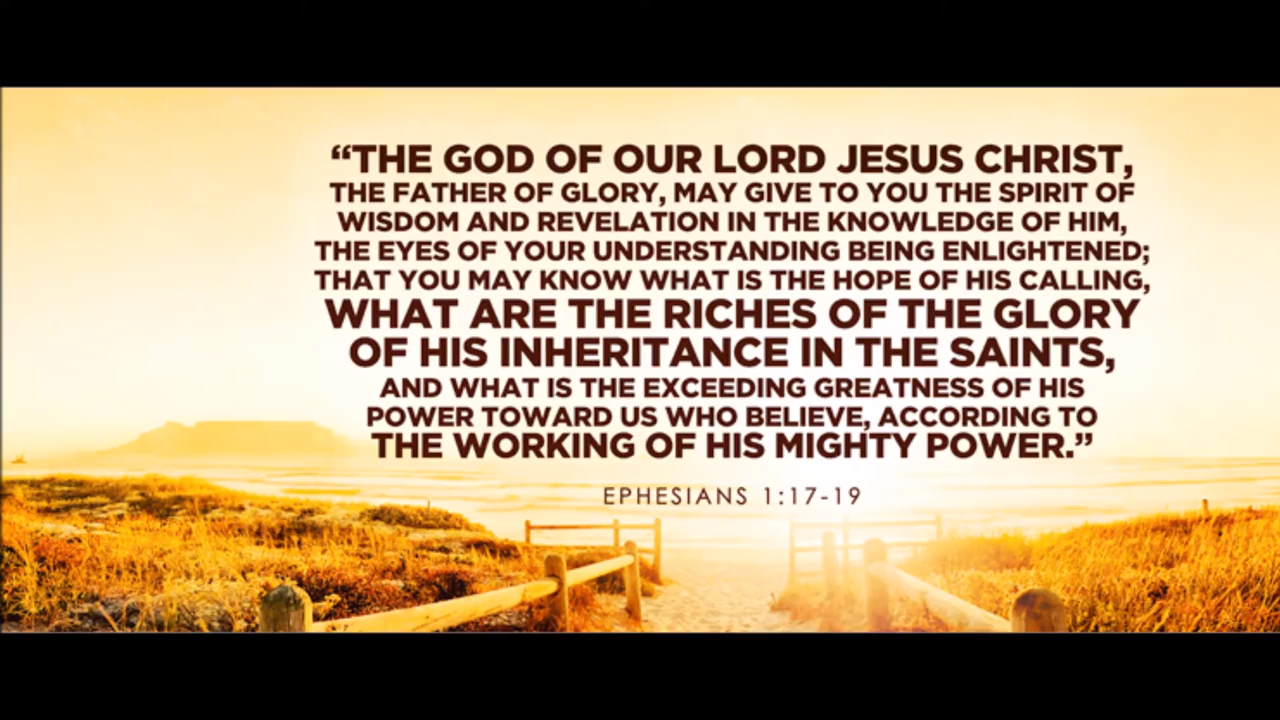 “THE GOD OF OUR LORD JESUS CHRIST,
THE FATHER OF GLORY, MAY GIVE TO YOU THE SPIRIT OF
WISDOM AND REVELATION IN THE KNOWLEDGE OF HIM,
THE EYES OF YOUR UNDERSTANDING BEING ENLIGHTENED;
THAT YOU MAY KNOW WHAT IS THE HOPE OF HIS CALLING,
WHAT ARE THE RICHES OF THE GLORY
OF HIS INHERITANCE IN THE SAINTS,
AND WHAT IS THE EXCEEDING GREATNESS OF HIS
POWER TOWARD US WHO BELIEVE, ACCORDING TO
THE WORKING OF HIS MIGHTY POWER.”
EPHESIANS 1:17-19